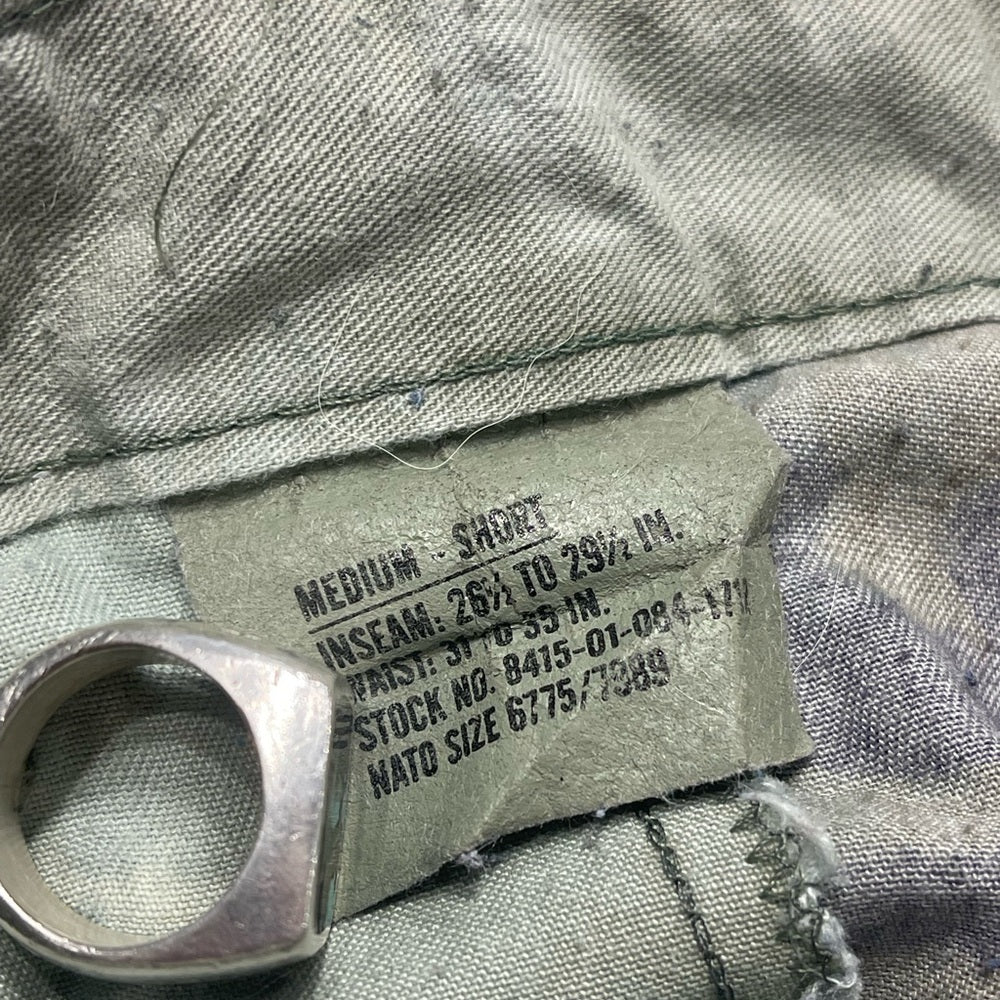 MEDIUM - SHORT
INSEAM: 26½ TO 29½ IN.
WAIST: 31 TO 35 IN.
STOCK NO. 8415-01-084-
NATO SIZE 6775/7989